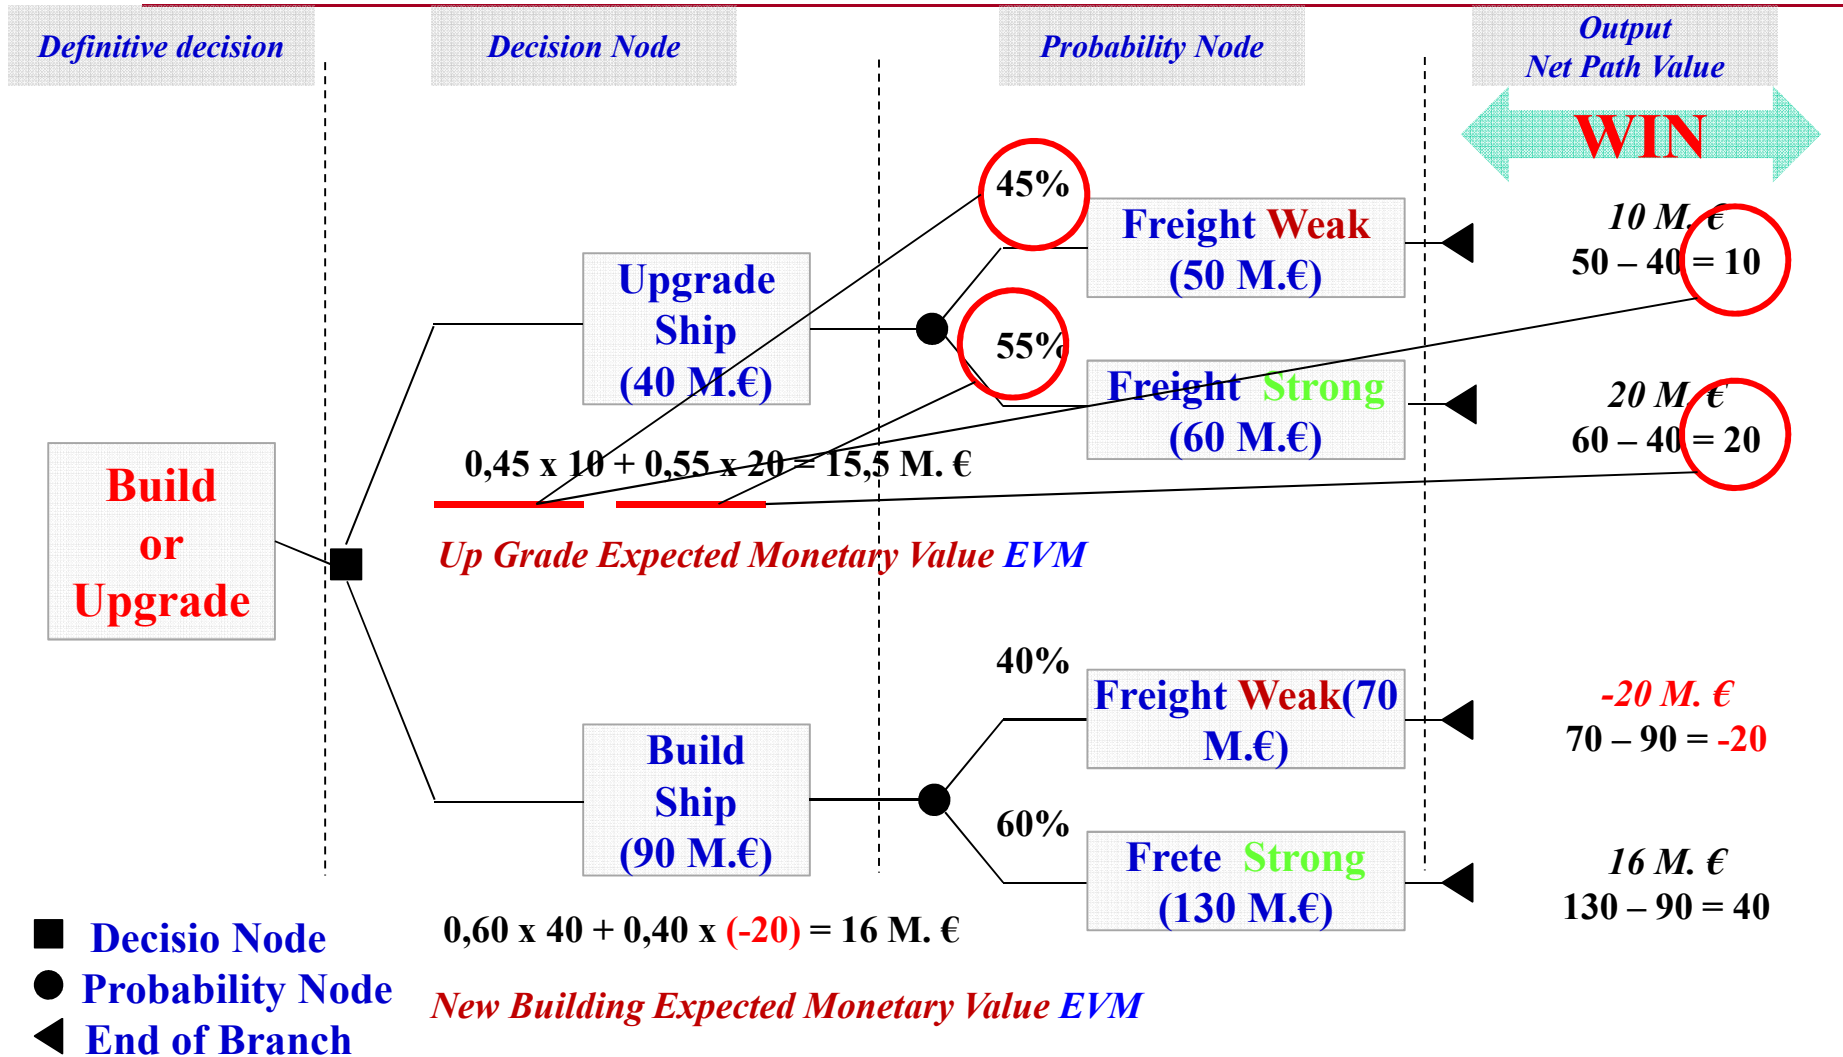 Definitive decision
Decision Node
Probability Node
Output
Net Path Value
WIN
45%
Freight Weak
(50 M.€)
10 M. €
50 – 40 = 10
Upgrade
Ship
(40 M.€)
55%
Freight Strong
(60 M.€)
20 M. €
60 – 40 = 20
0,45 x 10 + 0,55 x 20 = 15,5 M. €
Up Grade Expected Monetary Value EVM
Build
or
Upgrade
40%
Freight Weak(70
M.€)
-20 M. €
70 – 90 = -20
Build
Ship
(90 M.€)
60%
Frete Strong
(130 M.€)
16 M. €
130 – 90 = 40
0,60 x 40 + 0,40 x (-20) = 16 M. €
New Building Expected Monetary Value EVM
Decisio Node
Probability Node
End of Branch